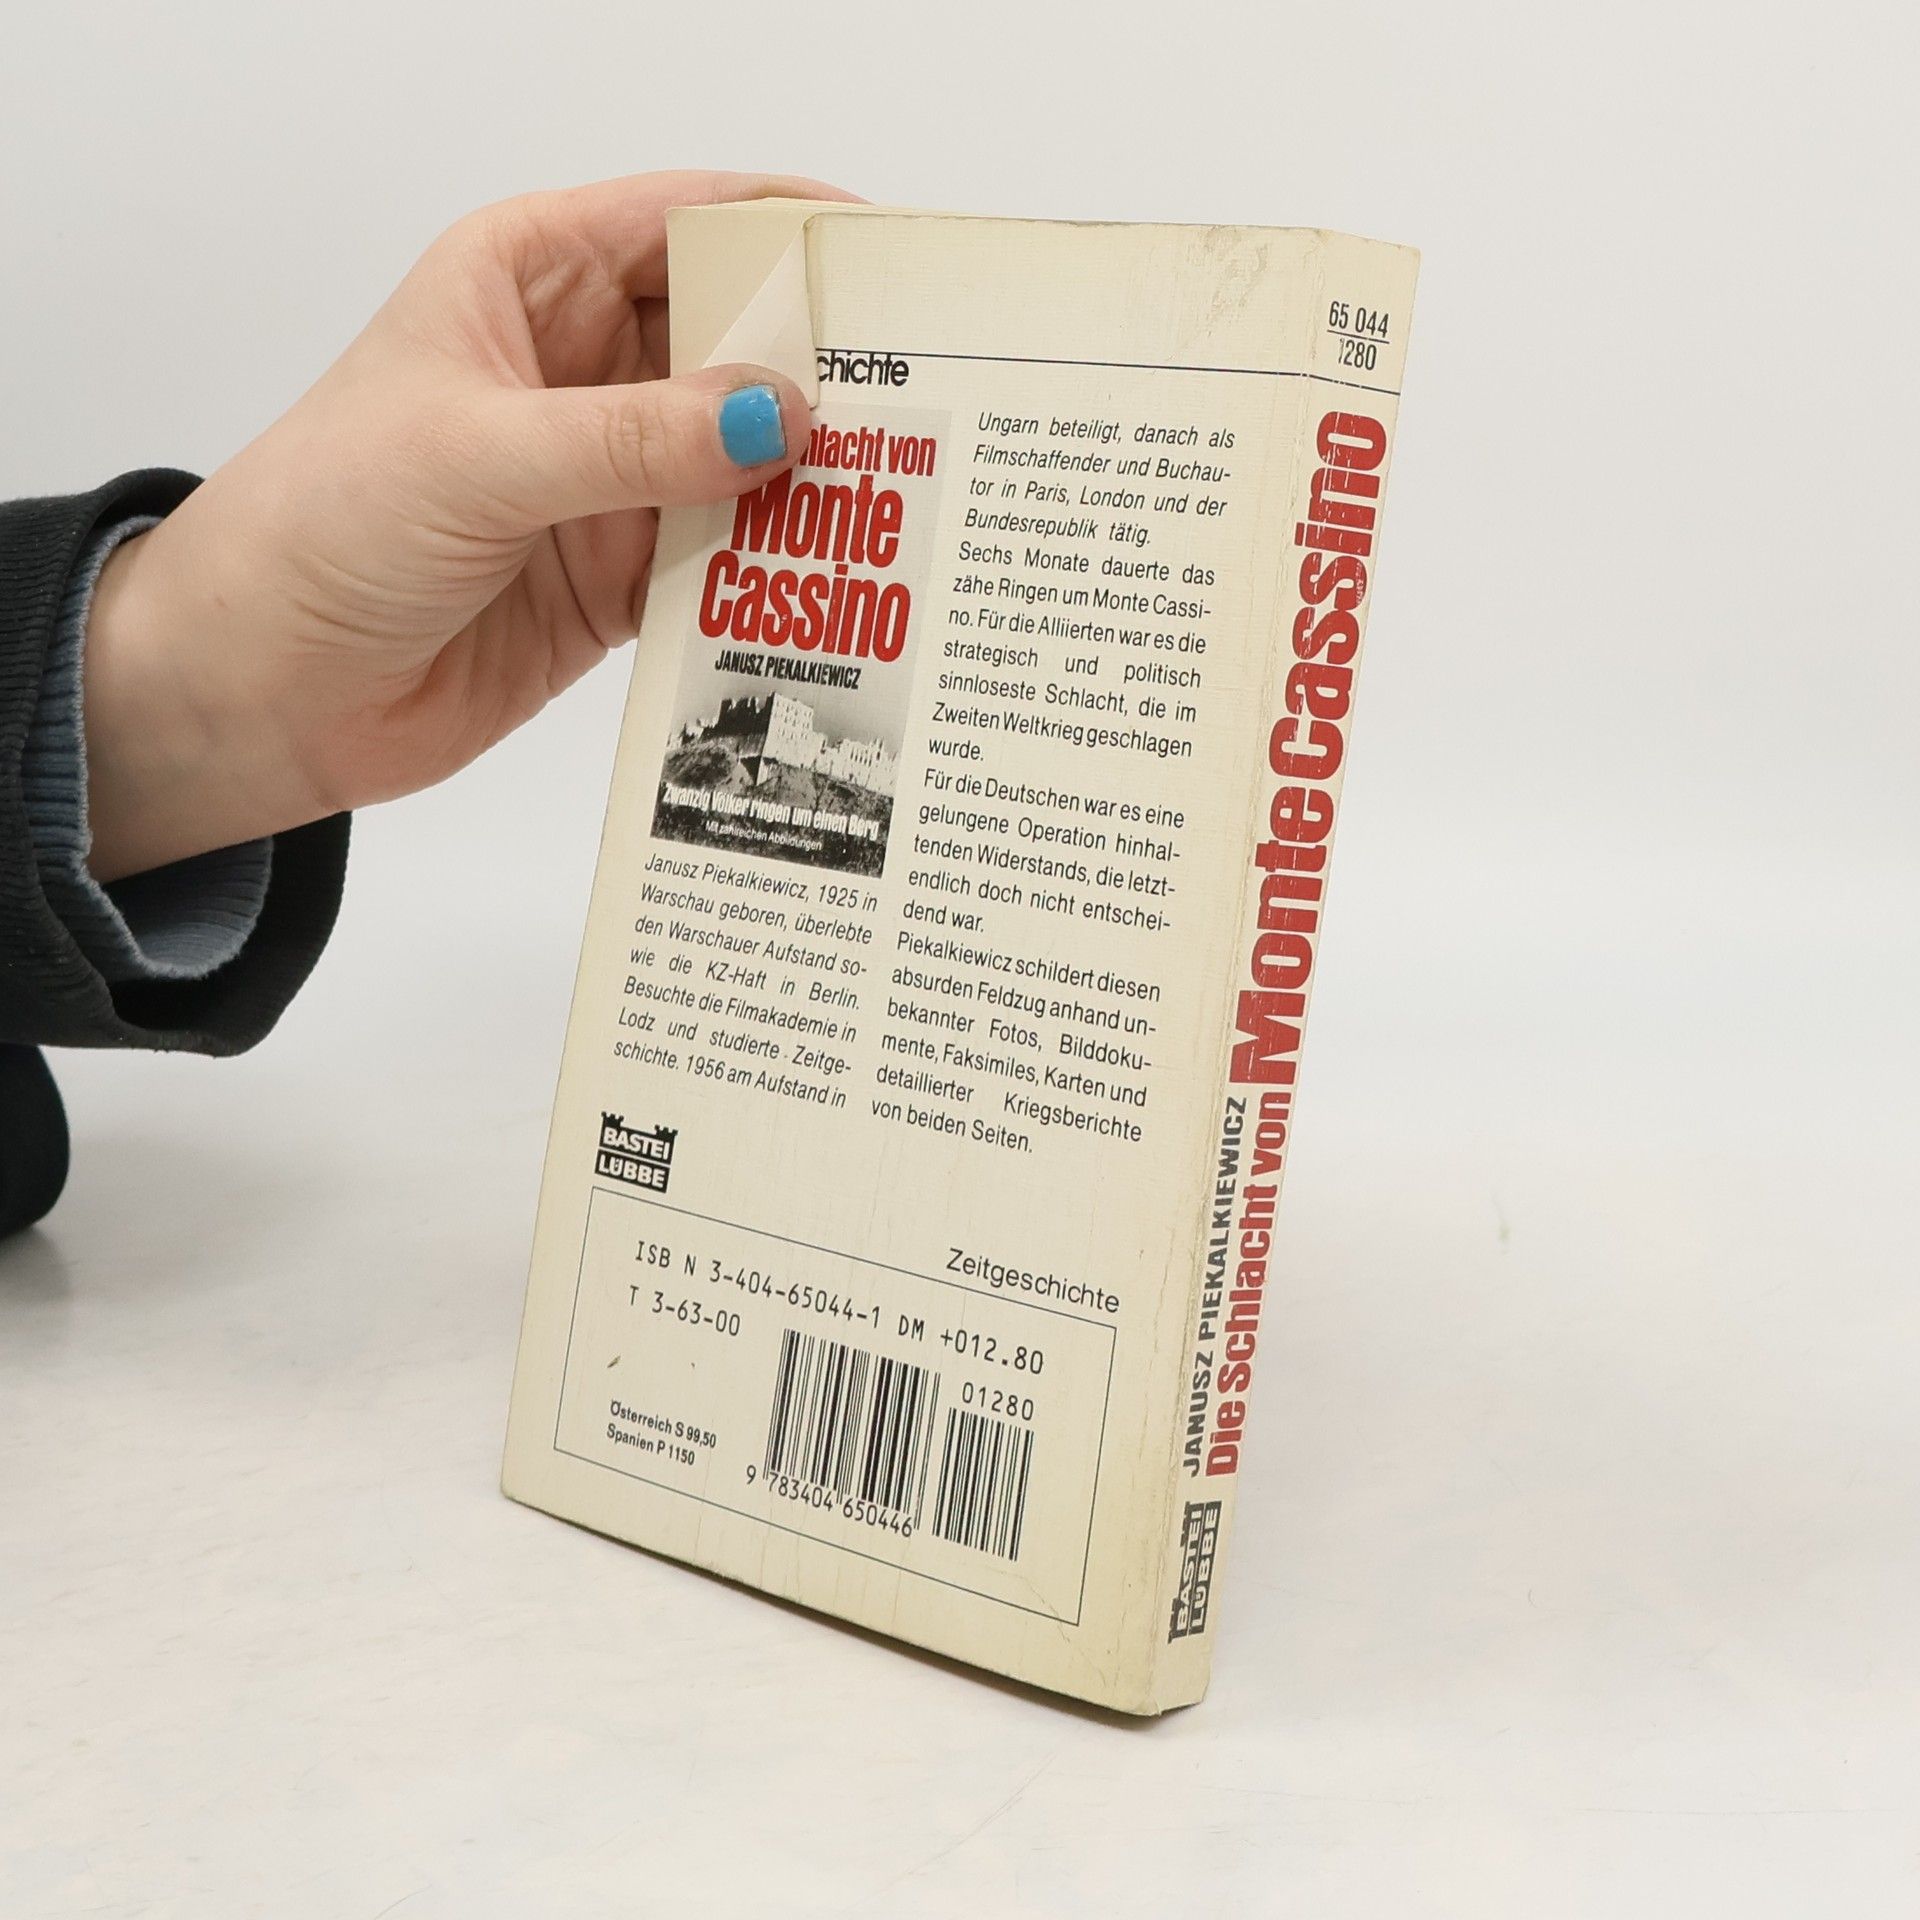 chichte
hlacht von
Monte
Cassino
JANUSZ PIEKALKIEWICZ
Zwanzig Völker ringen um einen Berg
Mit zahlreichen Abbildungen
Janusz Piekalkiewicz, 1925 in
Warschau geboren, überlebte
den Warschauer Aufstand so-
wie die KZ-Haft in Berlin.
Besuchte die Filmakademie in
Lodz und studierte Zeitge-
schichte. 1956 am Aufstand in
Ungarn beteiligt, danach als
Filmschaffender und Buchau-
tor in Paris, London und der
Bundesrepublik tätig.
Sechs Monate dauerte das
zähe Ringen um Monte Cassi-
no. Für die Alliierten war es die
strategisch und politisch
sinnloseste Schlacht, die im
Zweiten Weltkrieg geschlagen
wurde.
Für die Deutschen war es eine
gelungene Operation hinhal-
tenden Widerstands, die letzt-
endlich doch nicht entschei-
dend war.
Piekalkiewicz schildert diesen
absurden Feldzug anhand un-
bekannter Fotos, Bilddoku-
mente, Faksimiles, Karten und
detaillierter Kriegsberichte
von beiden Seiten.
BASTEI
LÜBBE
Zeitgeschichte
ISB N 3-404-65044-1 DM +012.80
T 3-63-00
01280
Österreich S 99,50
Spanien P 1150
9 783404 650446
65 044
1280
JANUSZ PIEKALKIEWICZ
Die Schlacht von Monte Cassino
BASTEI
LÜBBE